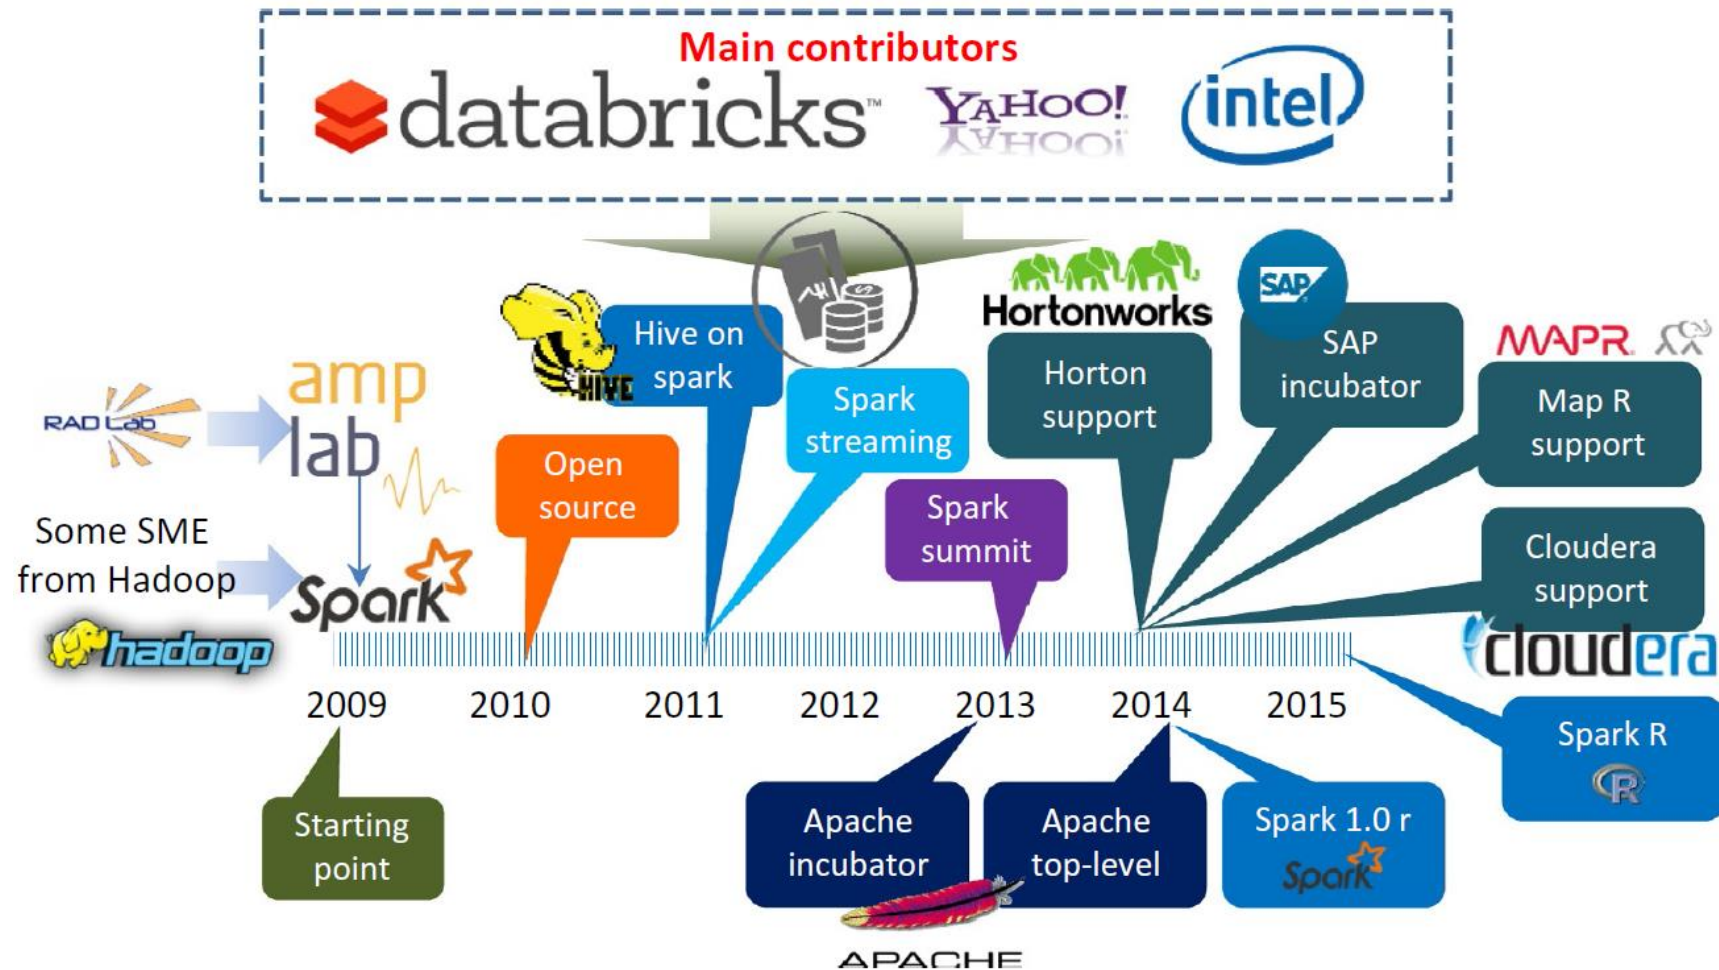 Main contributors
databricks™
YAHOO!
intel
Hortonworks
SAP
HIVE
Hive on
spark
Spark
streaming
Horton
support
SAP
incubator
MAPR
Map R
support
RAD Lab
amp
lab
Open
source
Spark
summit
Cloudera
support
cloudera
Some SME
from Hadoop
hadoop
Spark
2009
2010
2011
2012
2013
2014
2015
Starting
point
Apache
incubator
Apache
top-level
Spark 1.0 r
Spark
Spark R
R
APACHE